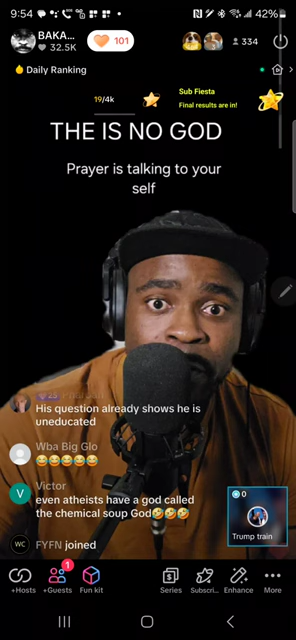 9:54
42%
BAKA...
32.5K
101
334
Daily Ranking
19/4k
Sub Fiesta
Final results are in!
THE IS NO GOD
Prayer is talking to your
self
His question already shows he is
uneducated
Wba Big Glo
Victor
even atheists have a god called
the chemical soup God
WC
FYFN joined
V
0
Trump train
1
+Hosts
+Guests
Fun kit
Series
Subscri...
Enhance
More